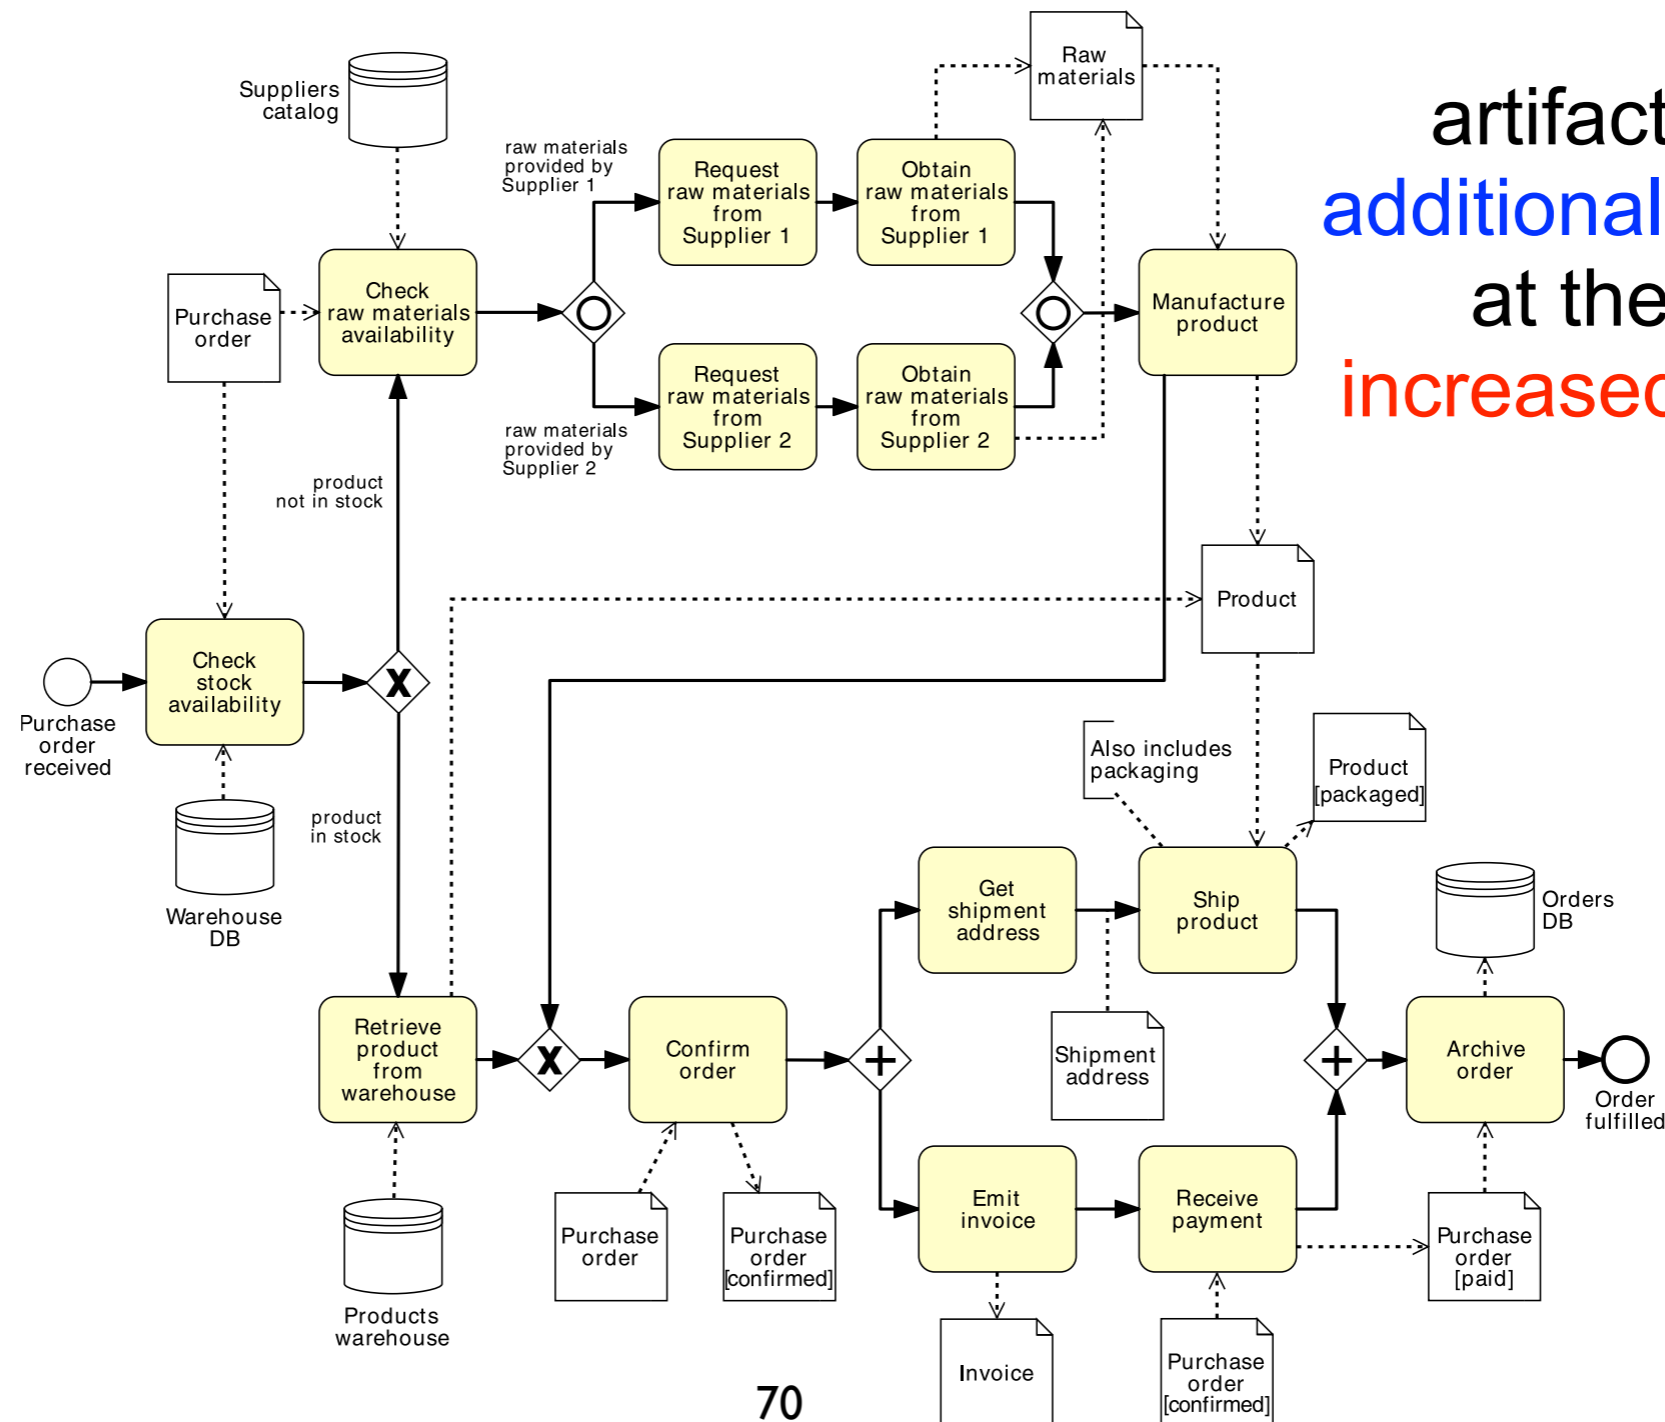 Raw
materials
artifact
additional
at the
increased
Suppliers
catalog
raw materials
provided by
Supplier 1
Request
raw materials
from
Supplier 1
Obtain
raw materials
from
Supplier 1
Purchase
order
Check
raw materials
availability
Manufacture
product
Request
raw materials
from
Supplier 2
Obtain
raw materials
from
Supplier 2
raw materials
provided by
Supplier 2
product
not in stock
Product
Check
stock
availability
X
Purchase
order
received
Also includes
packaging
Product
[packaged]
product
in stock
Warehouse
DB
Get
shipment
address
Ship
product
Orders
DB
Retrieve
product
from
warehouse
X
Confirm
order
+
Shipment
address
+
Archive
order
Order
fulfilled
Purchase
order
Purchase
order
[confirmed]
Emit
invoice
Receive
payment
Purchase
order
[paid]
Products
warehouse
Invoice
Purchase
order
[confirmed]
70